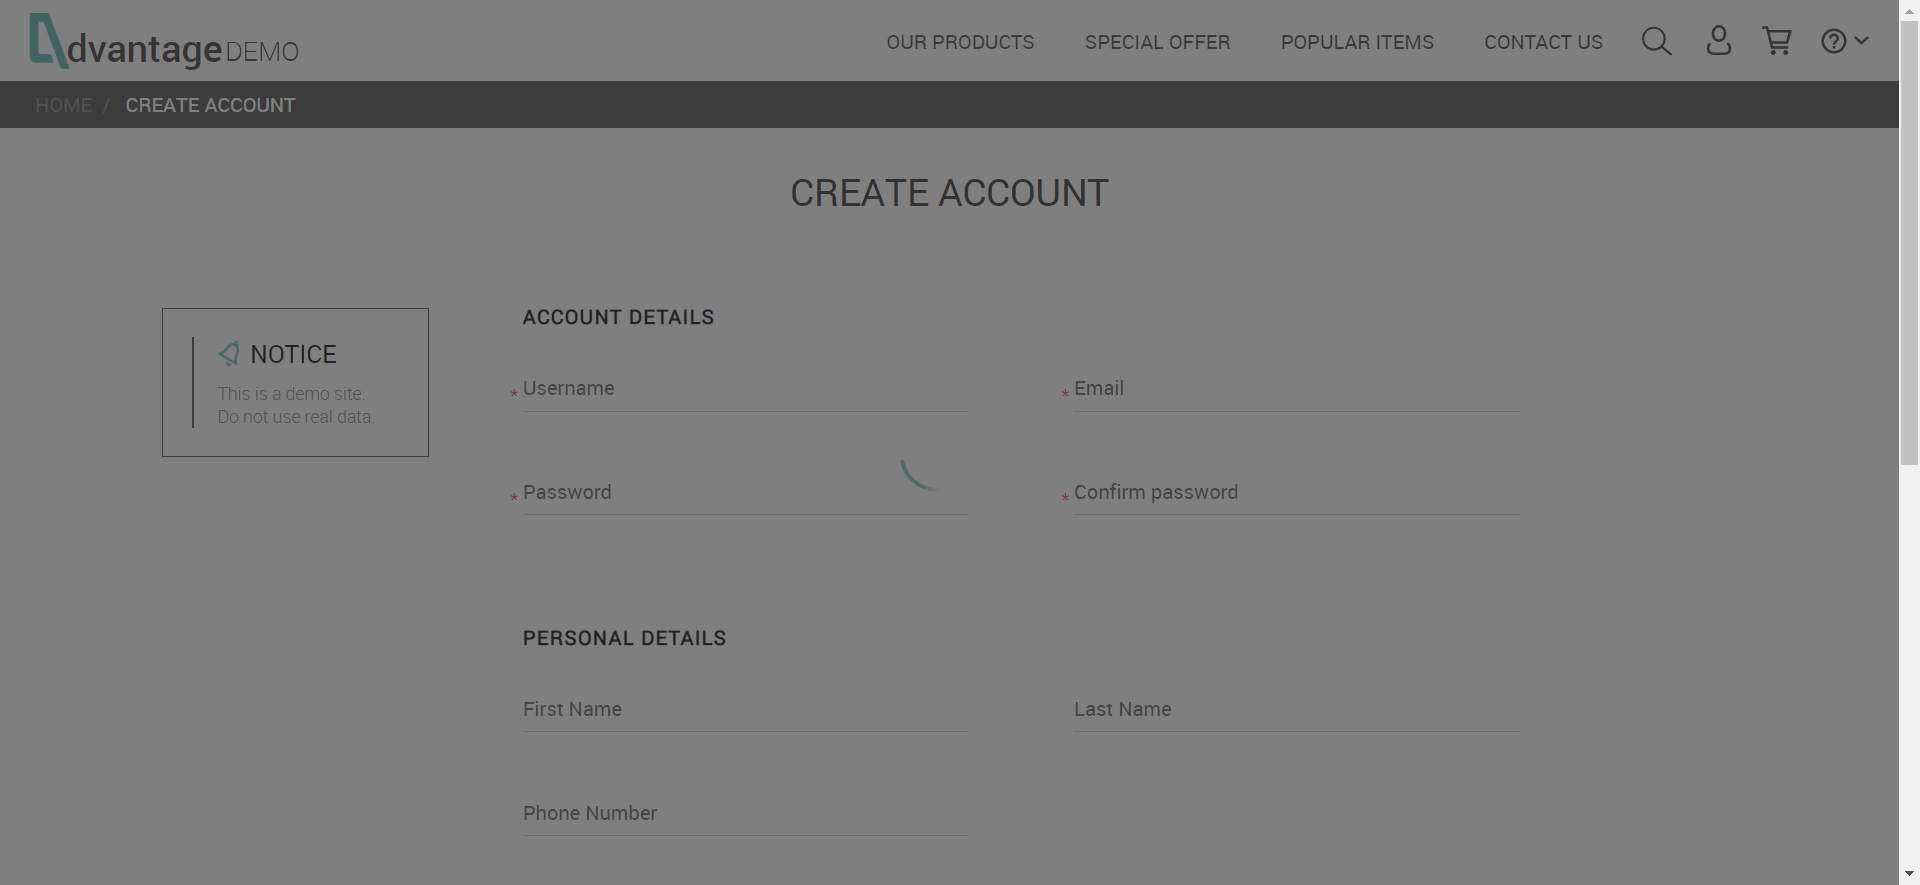 dvantage DEMO
OUR PRODUCTS
SPECIAL OFFER
POPULAR ITEMS
CONTACT US
HOME / CREATE ACCOUNT
CREATE ACCOUNT
NOTICE
This is a demo site.
Do not use real data.
ACCOUNT DETAILS
* Username
* Email
* Password
* Confirm password
PERSONAL DETAILS
First Name
Last Name
Phone Number